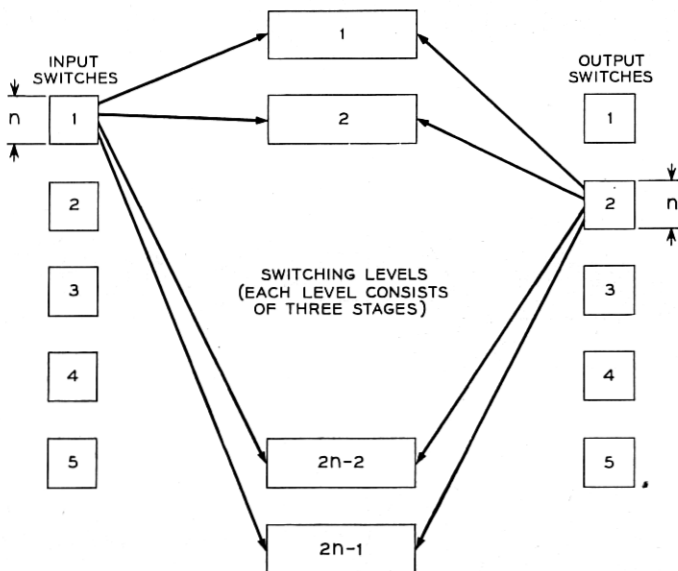 1
INPUT
SWITCHES
OUTPUT
SWITCHES
n
1
2
1
2
2
n
3
SWITCHING LEVELS
(EACH LEVEL CONSISTS
OF THREE STAGES)
3
4
4
5
2n-2
5
2n-1